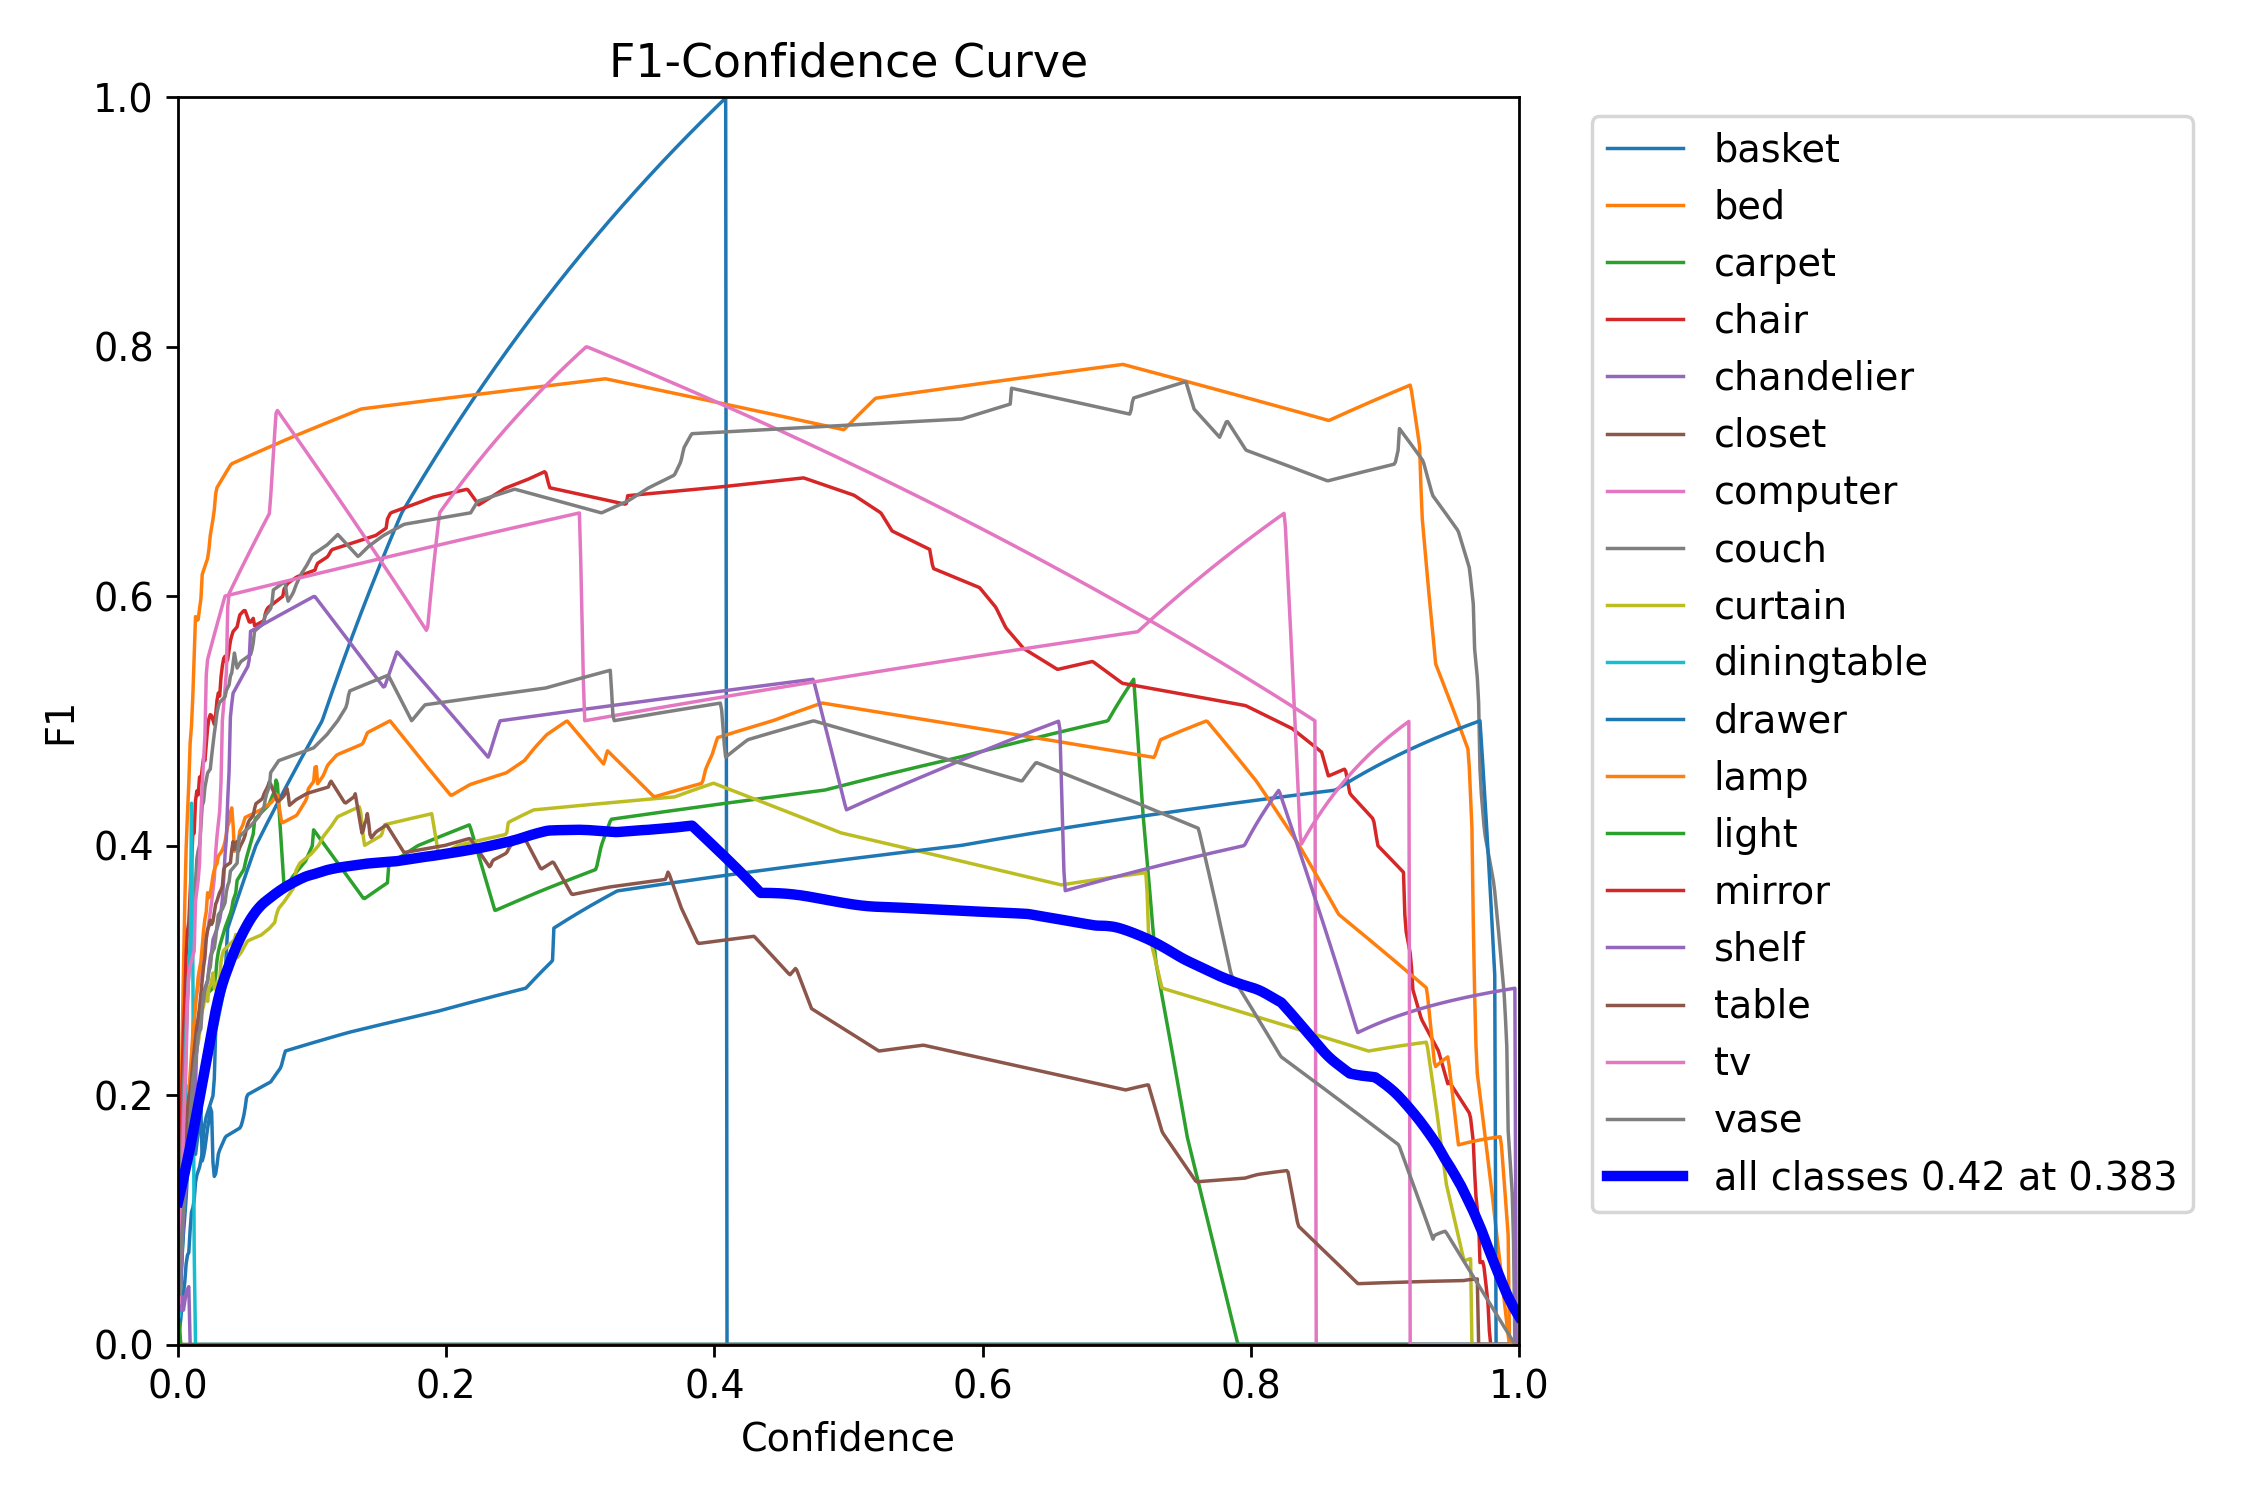 F1-Confidence Curve
1.0
0.8
0.6
0.4
0.2
0.0
F1
0.0 0.2 0.4 0.6 0.8 1.0
Confidence
basket
bed
carpet
chair
chandelier
closet
computer
couch
curtain
diningtable
drawer
lamp
light
mirror
shelf
table
tv
vase
all classes 0.42 at 0.383